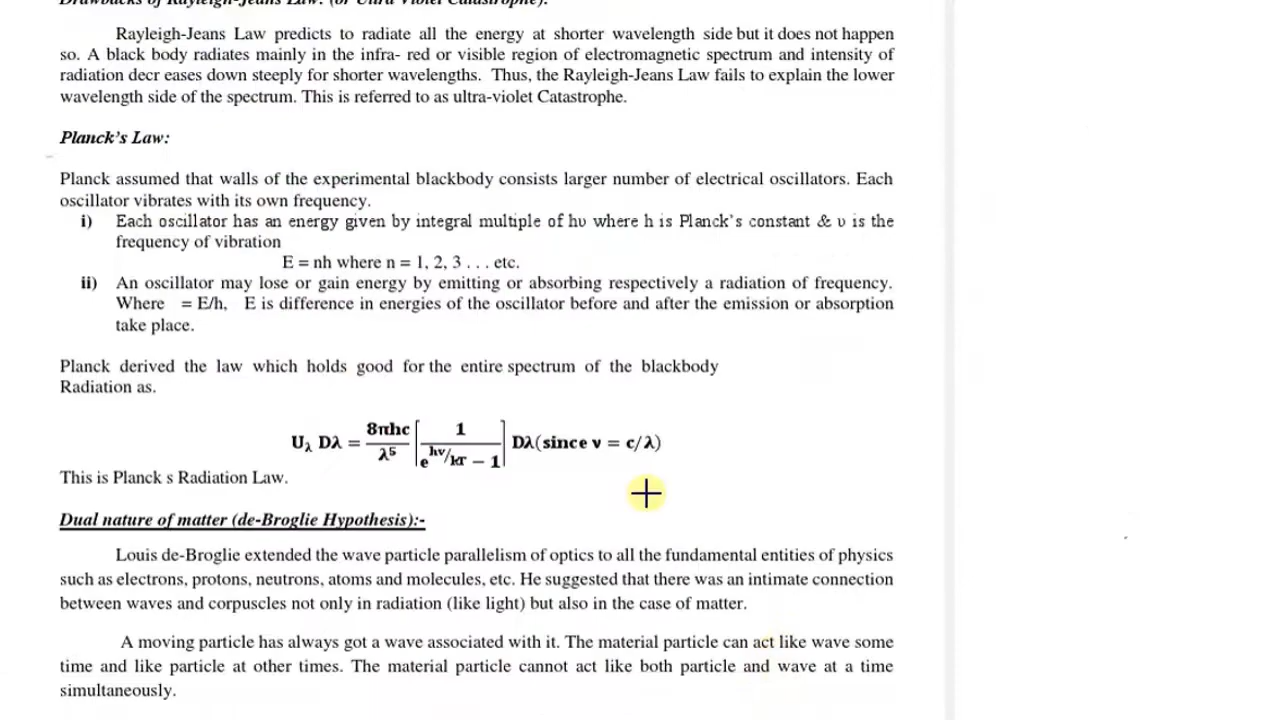 Drawbacks of Rayleigh-Jeans Law: (or Ultra Violet Catastrophe):
Rayleigh-Jeans Law predicts to radiate all the energy at shorter wavelength side but it does not happen
so. A black body radiates mainly in the infra- red or visible region of electromagnetic spectrum and intensity of
radiation decr eases down steeply for shorter wavelengths. Thus, the Rayleigh-Jeans Law fails to explain the lower
wavelength side of the spectrum. This is referred to as ultra-violet Catastrophe.
Planck's Law:
Planck assumed that walls of the experimental blackbody consists larger number of electrical oscillators. Each
oscillator vibrates with its own frequency.
i) Each oscillator has an energy given by integral multiple of hυ where h is Planck's constant & υ is the
frequency of vibration
E = nh where n = 1, 2, 3 . . . etc.
ii) An oscillator may lose or gain energy by emitting or absorbing respectively a radiation of frequency.
Where = E/h, E is difference in energies of the oscillator before and after the emission or absorption
take place.
Planck derived the law which holds good for the entire spectrum of the blackbody
Radiation as.
U_λ Dλ = 8πhc/λ^5 [1/(e^(hv/kT) − 1)] Dλ(since v = c/λ)
This is Planck s Radiation Law.
Dual nature of matter (de-Broglie Hypothesis):-
Louis de-Broglie extended the wave particle parallelism of optics to all the fundamental entities of physics
such as electrons, protons, neutrons, atoms and molecules, etc. He suggested that there was an intimate connection
between waves and corpuscles not only in radiation (like light) but also in the case of matter.
A moving particle has always got a wave associated with it. The material particle can act like wave some
time and like particle at other times. The material particle cannot act like both particle and wave at a time
simultaneously.